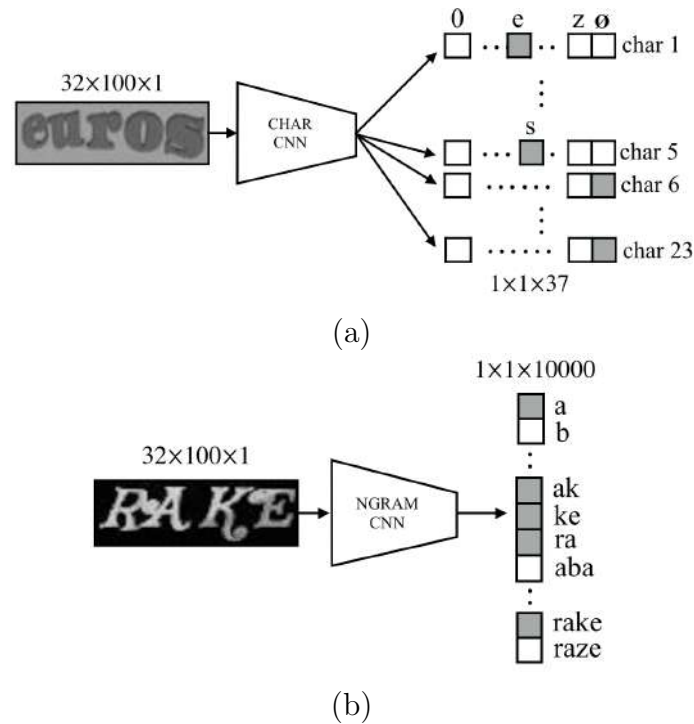 0 e z ø
char 1
32×100×1
euros
CHAR
CNN
s
char 5
char 6
char 23
1×1×37
(a)
1×1×10000
a
b
32×100×1
RAKE
NGRAM
CNN
ak
ke
ra
aba
rake
raze
(b)